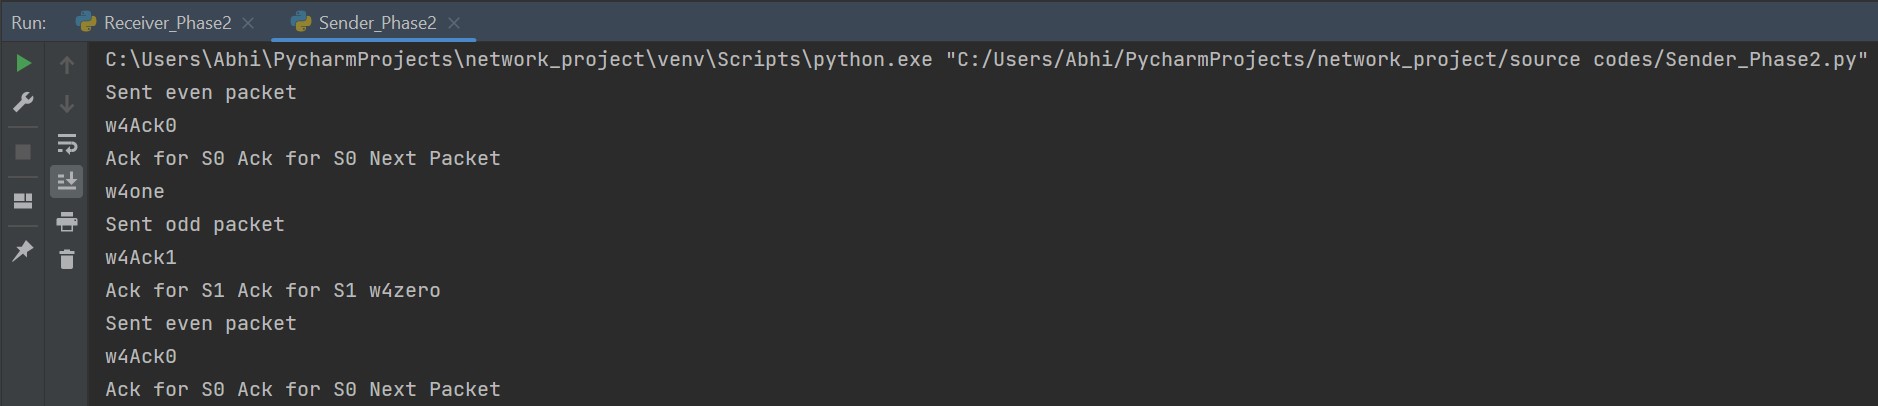 Run: Receiver_Phase2 Sender_Phase2
C:\Users\Abhi\PycharmProjects\network_project\venv\Scripts\python.exe "C:/Users/Abhi/PycharmProjects/network_project/source codes/Sender_Phase2.py"
Sent even packet
w4Ack0
Ack for S0 Ack for S0 Next Packet
w4one
Sent odd packet
w4Ack1
Ack for S1 Ack for S1 w4zero
Sent even packet
w4Ack0
Ack for S0 Ack for S0 Next Packet